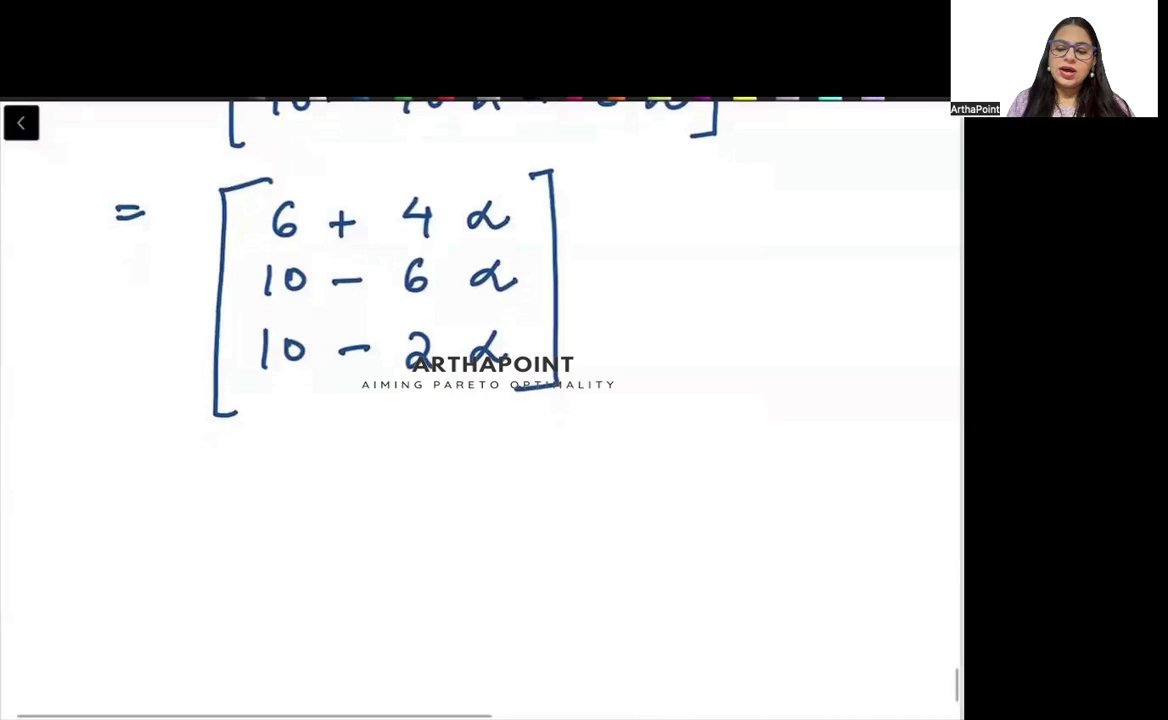 ArthaPoint
= [ 6 + 4 α
10 - 6 α
10 - 2 α ]
ARTHAPOINT
AIMING PARETO OPTIMALITY